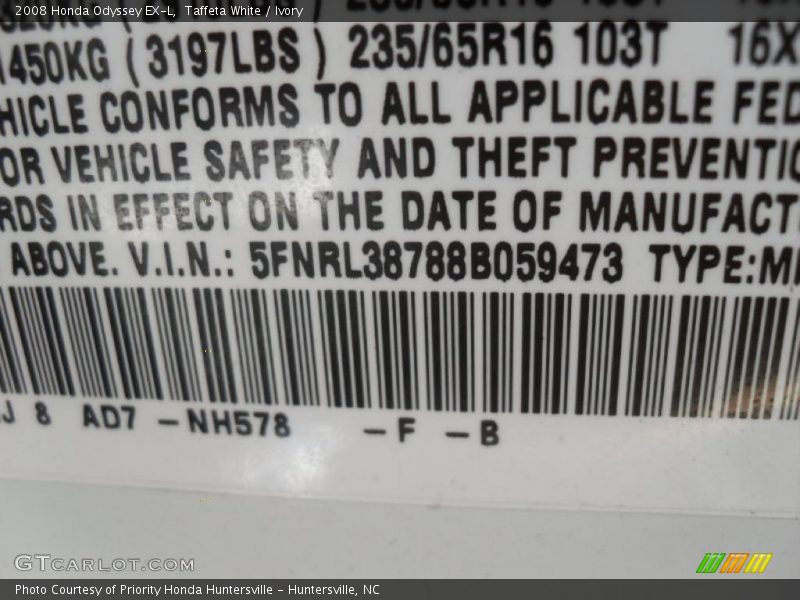 2008 Honda Odyssey EX-L, Taffeta White / Ivory
1450KG ( 3197LBS ) 235/65R16 103T 16X
HICLE CONFORMS TO ALL APPLICABLE FED
OR VEHICLE SAFETY AND THEFT PREVENTIO
RDS IN EFFECT ON THE DATE OF MANUFACT
ABOVE. V.I.N.: 5FNRL38788B059473 TYPE:M
J 8 AD7 -NH578 -F -B
GTCarLot.com
Photo Courtesy of Priority Honda Huntersville - Huntersville, NC